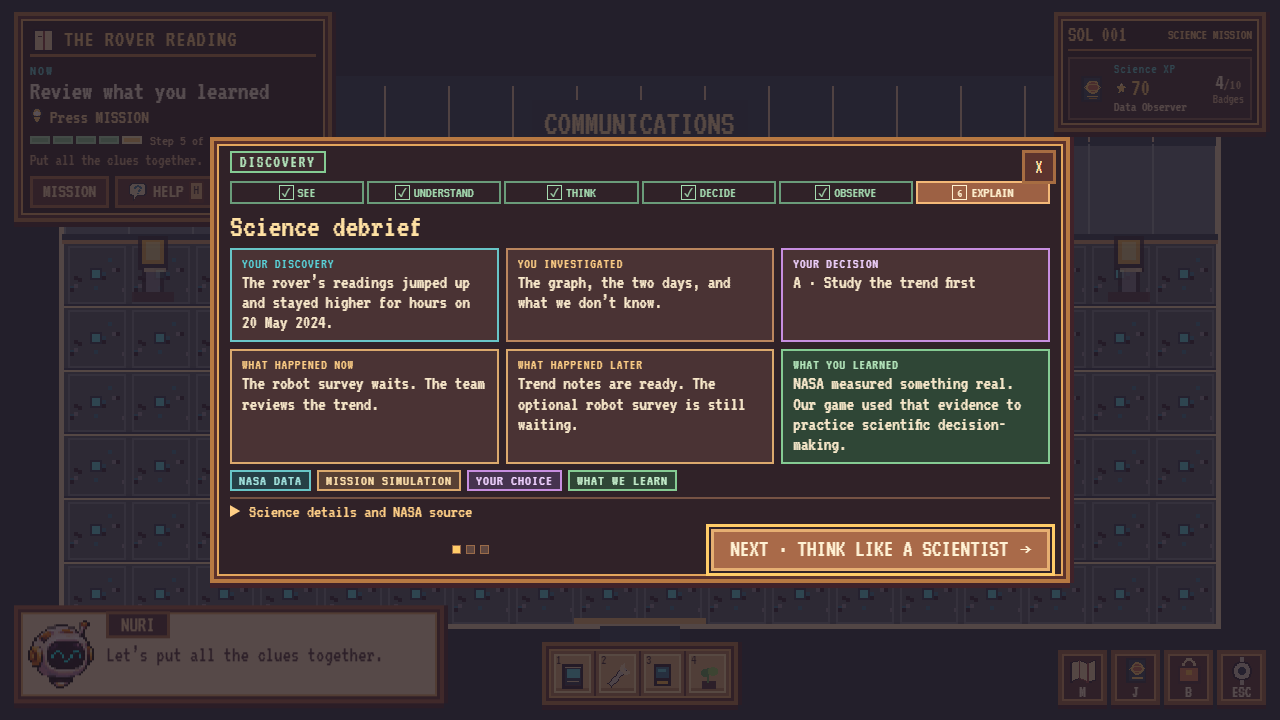 THE ROVER READING
NOW
Review what you learned
Press MISSION
Step 5 of
Put all the clues together.
MISSION
HELP H
SOL 001
SCIENCE MISSION
Science XP
70
Data Observer
4/10
Badges
COMMUNICATIONS
DISCOVERY
X
SEE
UNDERSTAND
THINK
DECIDE
OBSERVE
6 EXPLAIN
Science debrief
YOUR DISCOVERY
The rover's readings jumped up
and stayed higher for hours on
20 May 2024.
YOU INVESTIGATED
The graph, the two days, and
what we don't know.
YOUR DECISION
A · Study the trend first
WHAT HAPPENED NOW
The robot survey waits. The team
reviews the trend.
WHAT HAPPENED LATER
Trend notes are ready. The
optional robot survey is still
waiting.
WHAT YOU LEARNED
NASA measured something real.
Our game used that evidence to
practice scientific decision-
making.
NASA DATA
MISSION SIMULATION
YOUR CHOICE
WHAT WE LEARN
Science details and NASA source
NEXT · THINK LIKE A SCIENTIST →
NURI
Let's put all the clues together.
1
2
3
4
M
J
B
ESC